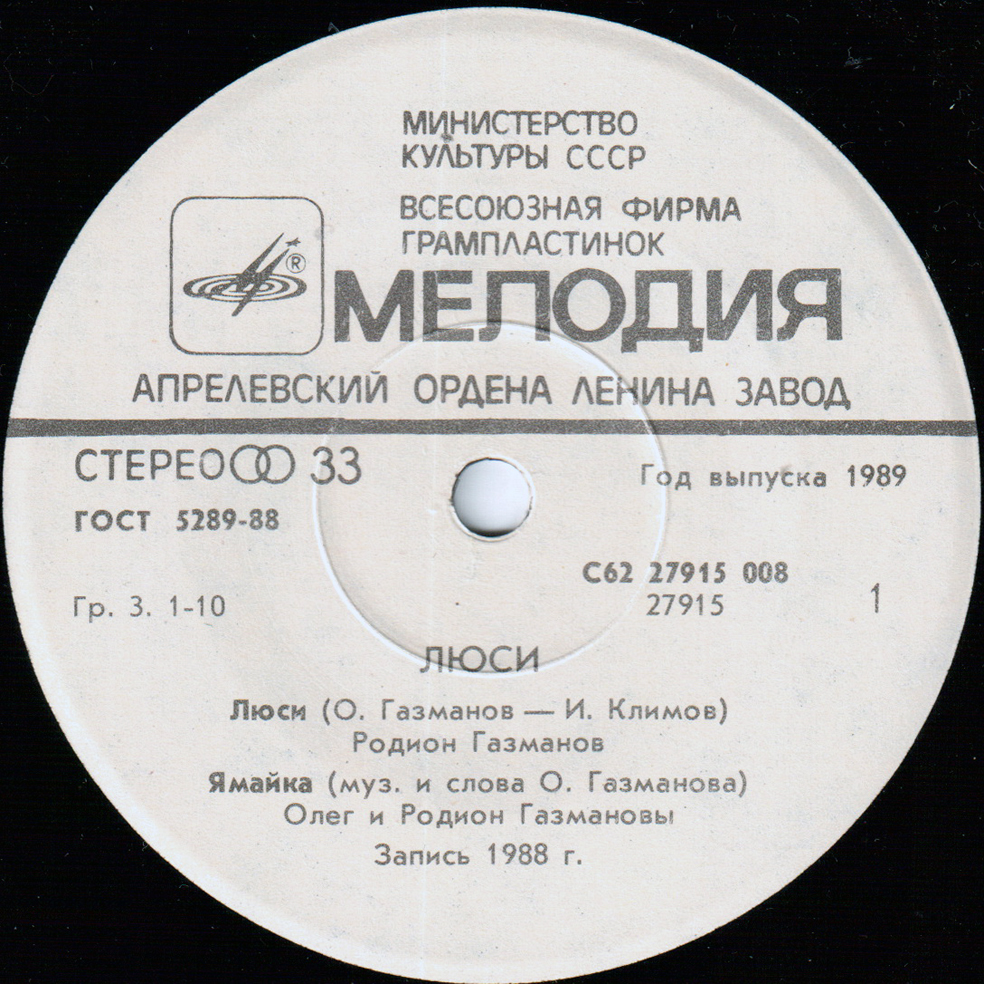 МИНИСТЕРСТВО
КУЛЬТУРЫ СССР
ВСЕСОЮЗНАЯ ФИРМА
ГРАМПЛАСТИНОК
®
МЕЛОДИЯ
АПРЕЛЕВСКИЙ ОРДЕНА ЛЕНИНА ЗАВОД
СТЕРЕО 33
Год выпуска 1989
ГОСТ 5289-88
С62 27915 008
Гр. 3. 1-10
27915
1
ЛЮСИ
Люси (О. Газманов — И. Климов)
Родион Газманов
Ямайка (муз. и слова О. Газманова)
Олег и Родион Газмановы
Запись 1988 г.